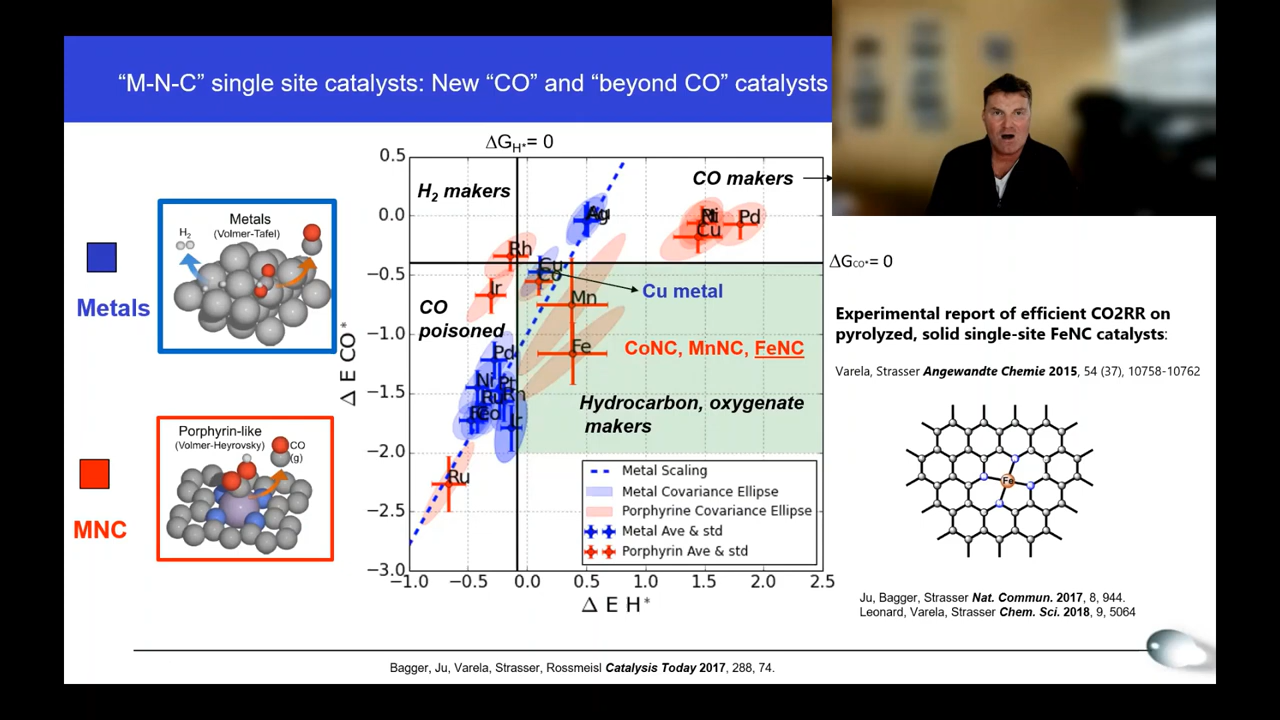 “M-N-C” single site catalysts: New “CO” and “beyond CO” catalysts
ΔG_H*= 0
H₂ makers
CO makers
ΔG_CO*= 0
CO
poisoned
Cu metal
CoNC, MnNC, FeNC
Hydrocarbon, oxygenate
makers
Rh
Ir
Cu
Co
Mn
Fe
Pd
Cu
Pd
Ni
Ru
Ir
Ru
0.5
0.0
−0.5
−1.0
−1.5
−2.0
−2.5
−3.0
−1.0
−0.5
0.0
0.5
1.0
1.5
2.0
2.5
Δ E CO*
Δ E H*
Metal Scaling
Metal Covariance Ellipse
Porphyrine Covariance Ellipse
Metal Ave & std
Porphyrin Ave & std
Metals
(Volmer-Tafel)
H₂
Metals
Porphyrin-like
(Volmer-Heyrovsky)
CO
(g)
MNC
Experimental report of efficient CO2RR on
pyrolyzed, solid single-site FeNC catalysts:
Varela, Strasser Angewandte Chemie 2015, 54 (37), 10758-10762
Fe
Ju, Bagger, Strasser Nat. Commun. 2017, 8, 944.
Leonard, Varela, Strasser Chem. Sci. 2018, 9, 5064
Bagger, Ju, Varela, Strasser, Rossmeisl Catalysis Today 2017, 288, 74.